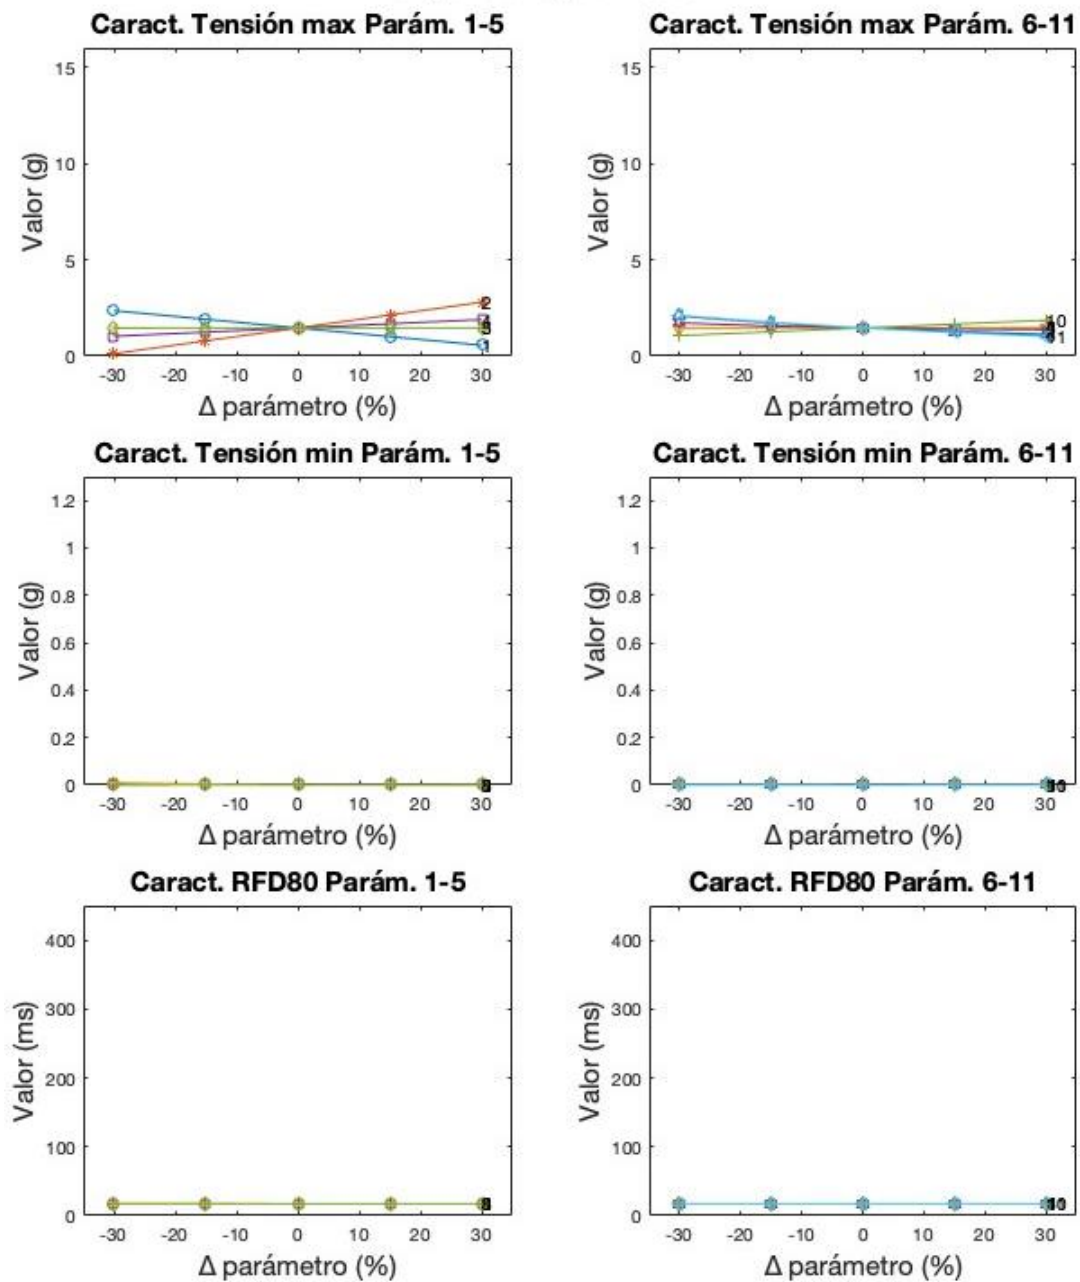 Caract. Tensión max Parám. 1-5
15
10
5
0
Valor (g)
-30 -20 -10 0 10 20 30
Δ parámetro (%)
2
1
Caract. Tensión max Parám. 6-11
15
10
5
0
Valor (g)
-30 -20 -10 0 10 20 30
Δ parámetro (%)
10
11
Caract. Tensión min Parám. 1-5
1.2
1
0.8
0.6
0.4
0.2
0
Valor (g)
-30 -20 -10 0 10 20 30
Δ parámetro (%)
Caract. Tensión min Parám. 6-11
1.2
1
0.8
0.6
0.4
0.2
0
Valor (g)
-30 -20 -10 0 10 20 30
Δ parámetro (%)
Caract. RFD80 Parám. 1-5
400
300
200
100
0
Valor (ms)
-30 -20 -10 0 10 20 30
Δ parámetro (%)
Caract. RFD80 Parám. 6-11
400
300
200
100
0
Valor (ms)
-30 -20 -10 0 10 20 30
Δ parámetro (%)